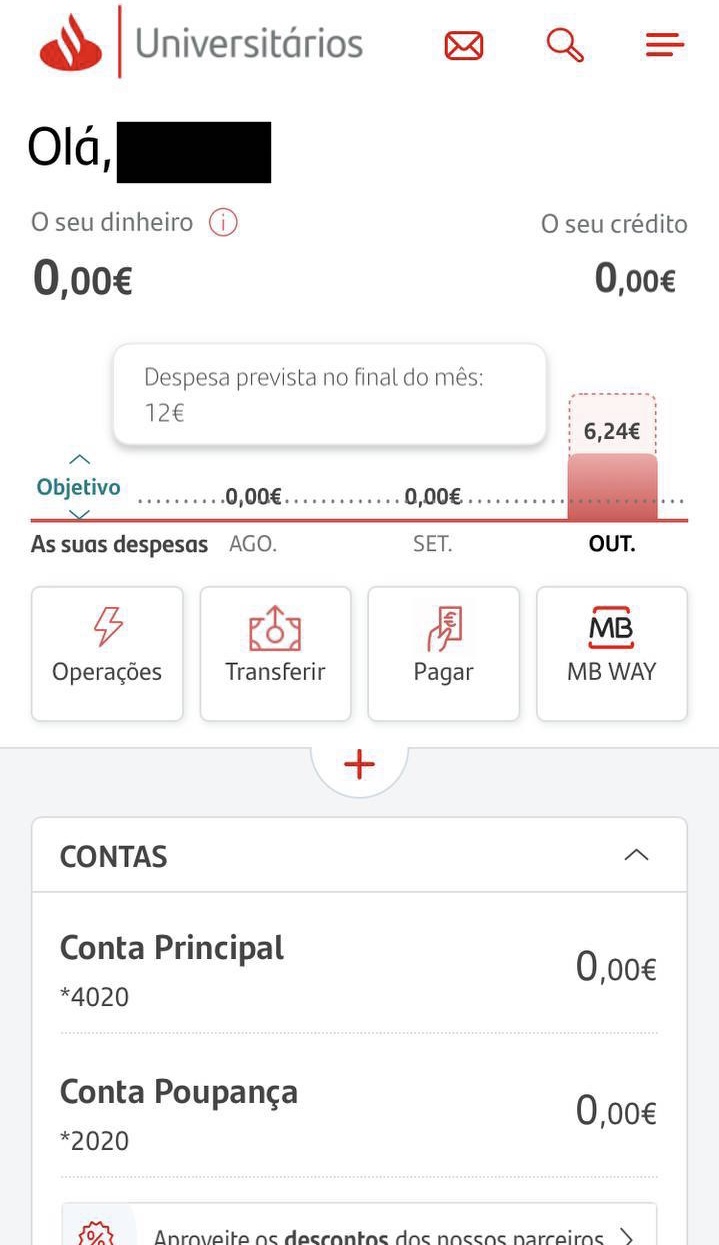 Universitários
Olá,
O seu dinheiro i
O seu crédito
0,00€
0,00€
Despesa prevista no final do mês:
12€
6,24€
Objetivo
0,00€
0,00€
As suas despesas AGO. SET. OUT.
Operações
Transferir
Pagar
MB
MB WAY
+
CONTAS
Conta Principal
0,00€
*4020
Conta Poupança
0,00€
*2020
% Aproveite os descontos dos nossos parceiros